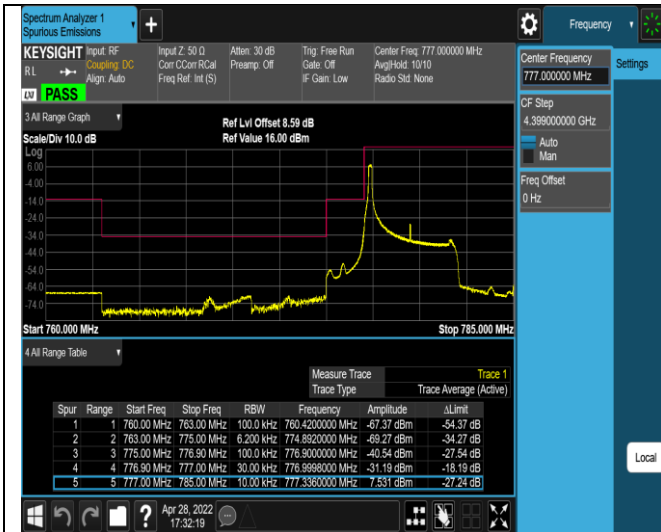 Spectrum Analyzer 1
Spurious Emissions
Frequency
KEYSIGHT
RL
Input: RF
Coupling: DC
Align: Auto
Input Z: 50 Ω
Corr CCorr RCal
Freq Ref: Int (S)
Atten: 30 dB
Preamp: Off
Trig: Free Run
Gate: Off
IF Gain: Low
Center Freq: 777.000000 MHz
Avg|Hold: 10/10
Radio Std: None
PASS
Center Frequency
777.000000 MHz
Settings
CF Step
4.399000000 GHz
Auto
Man
Freq Offset
0 Hz
Local
3 All Range Graph
Scale/Div 10.0 dB
Ref Lvl Offset 8.59 dB
Ref Value 16.00 dBm
Log
6.00
-4.00
-14.0
-24.0
-34.0
-44.0
-54.0
-64.0
-74.0
Start 760.000 MHz
Stop 785.000 MHz
4 All Range Table
Measure Trace Trace 1
Trace Type Trace Average (Active)
Spur Range Start Freq Stop Freq RBW Frequency Amplitude ΔLimit
1 1 760.00 MHz 763.00 MHz 100.0 kHz 760.4200000 MHz -67.37 dBm -54.37 dB
2 2 763.00 MHz 775.00 MHz 6.200 kHz 774.8920000 MHz -69.27 dBm -34.27 dB
3 3 775.00 MHz 776.90 MHz 100.0 kHz 776.9000000 MHz -40.54 dBm -27.54 dB
4 4 776.90 MHz 777.00 MHz 30.00 kHz 776.9998000 MHz -31.19 dBm -18.19 dB
5 5 777.00 MHz 785.00 MHz 10.00 kHz 777.3360000 MHz 7.531 dBm -27.24 dB
?
Apr 28, 2022
17:32:19